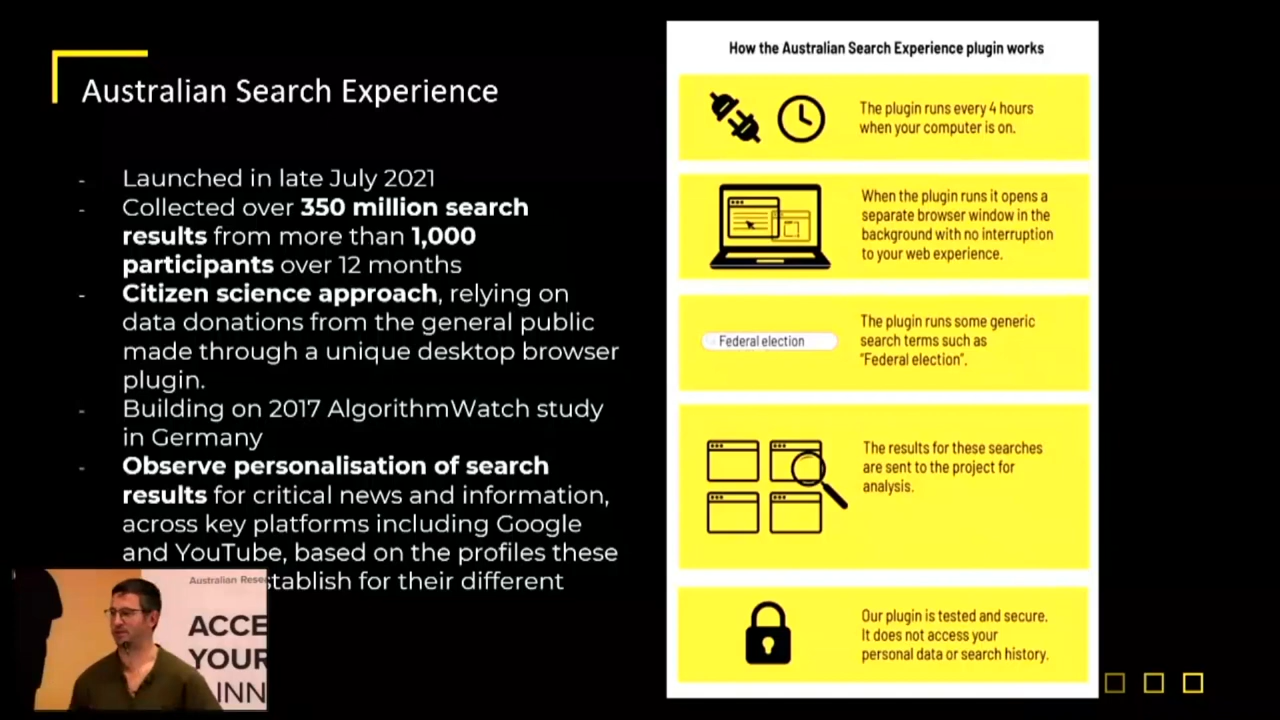 Australian Search Experience
- Launched in late July 2021
- Collected over 350 million search
results from more than 1,000
participants over 12 months
- Citizen science approach, relying on
data donations from the general public
made through a unique desktop browser
plugin.
- Building on 2017 AlgorithmWatch study
in Germany
- Observe personalisation of search
results for critical news and information,
across key platforms including Google
and YouTube, based on the profiles these
stablish for their different
How the Australian Search Experience plugin works
The plugin runs every 4 hours
when your computer is on.
When the plugin runs it opens a
separate browser window in the
background with no interruption
to your web experience.
Federal election
The plugin runs some generic
search terms such as
"Federal election".
The results for these searches
are sent to the project for
analysis.
Our plugin is tested and secure.
It does not access your
personal data or search history.
Australian Rese
ACCE
YOUR
INN